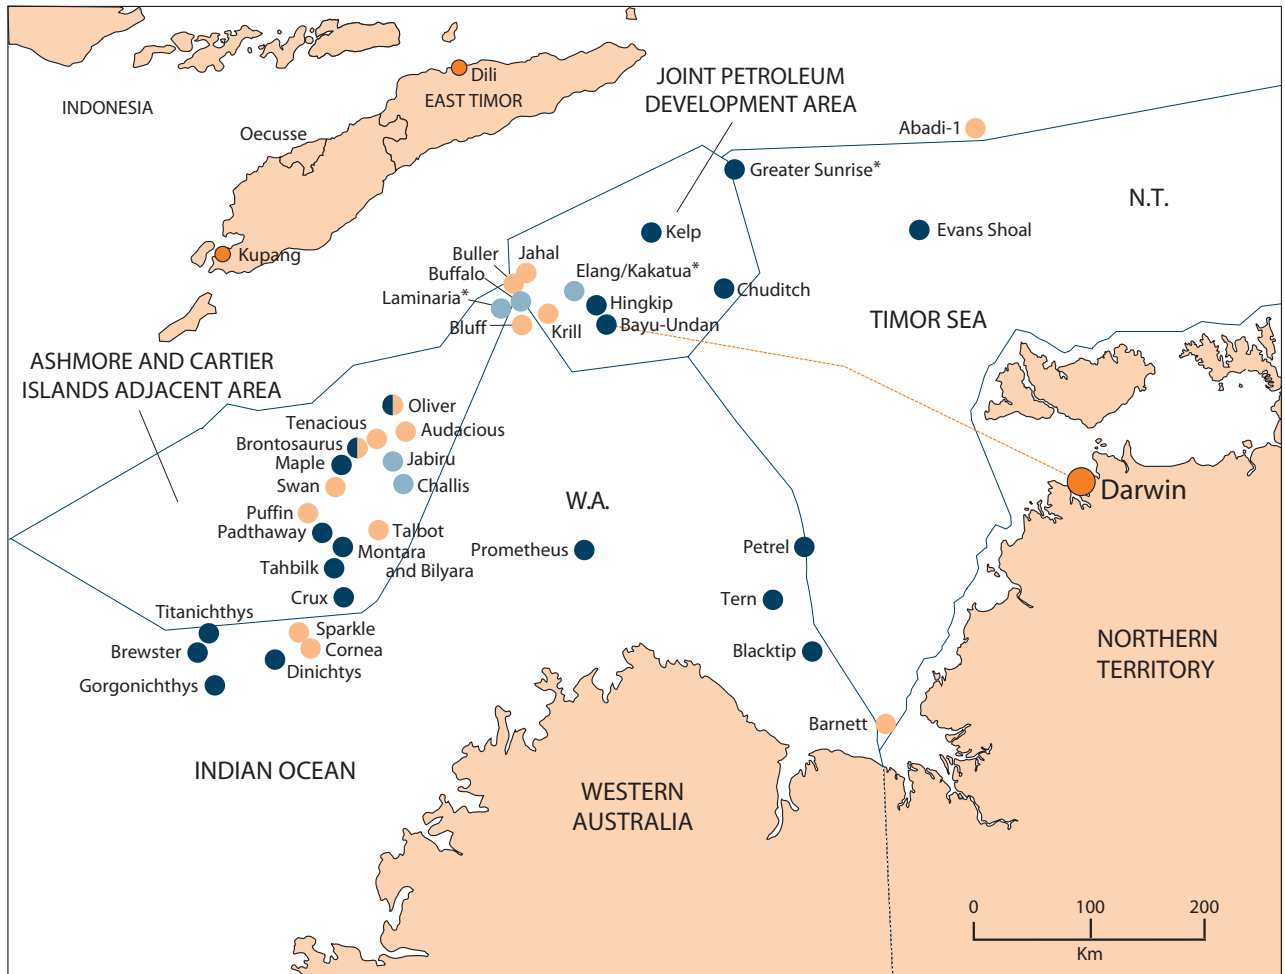 Dili
EAST TIMOR
INDONESIA
Oecusse
Kupang
JOINT PETROLEUM
DEVELOPMENT AREA
Abadi-1
Greater Sunrise*
N.T.
Evans Shoal
Kelp
Buller
Jahal
Buffalo
Elang/Kakatua*
Laminaria*
Hingkip
Chuditch
Bluff
Krill
Bayu-Undan
TIMOR SEA
ASHMORE AND CARTIER
ISLANDS ADJACENT AREA
Oliver
Tenacious
Audacious
Brontosaurus
Maple
Jabiru
Swan
Challis
Puffin
Padthaway
Talbot
Montara
and Bilyara
Tahbilk
Crux
W.A.
Prometheus
Petrel
Tern
Blacktip
Barnett
Darwin
Titanichthys
Sparkle
Brewster
Cornea
Dinichtys
Gorgonichthys
NORTHERN
TERRITORY
INDIAN OCEAN
WESTERN
AUSTRALIA
0 100 200
Km